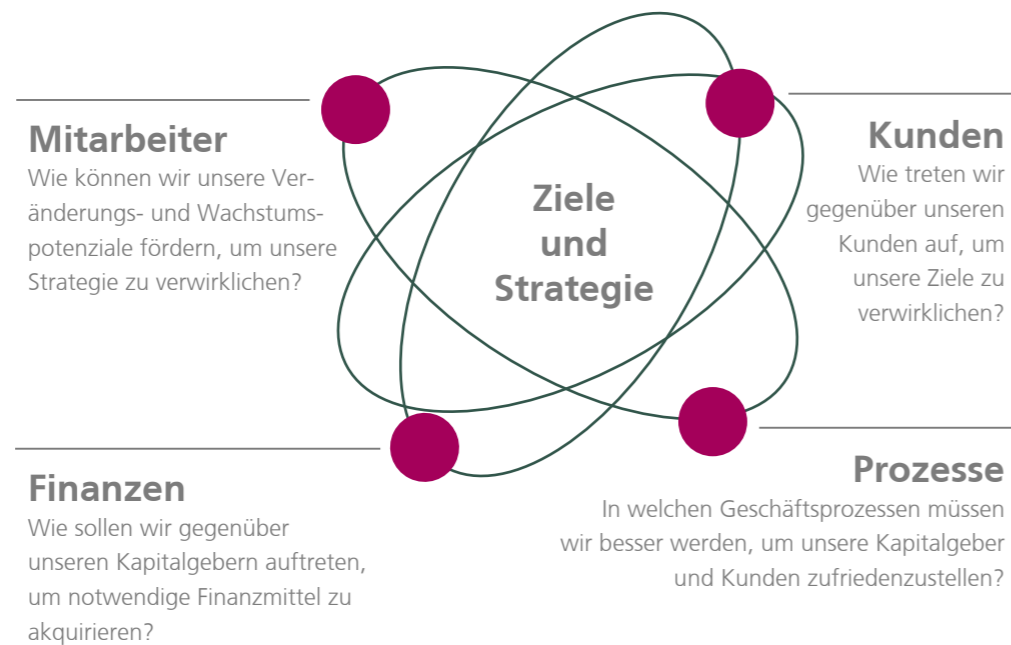 Mitarbeiter
Wie können wir unsere Ver-
änderungs- und Wachstums-
potenziale fördern, um unsere
Strategie zu verwirklichen?
Ziele
und
Strategie
Kunden
Wie treten wir
gegenüber unseren
Kunden auf, um
unsere Ziele zu
verwirklichen?
Finanzen
Wie sollen wir gegenüber
unseren Kapitalgebern auftreten,
um notwendige Finanzmittel zu
akquirieren?
Prozesse
In welchen Geschäftsprozessen müssen
wir besser werden, um unsere Kapitalgeber
und Kunden zufriedenzustellen?